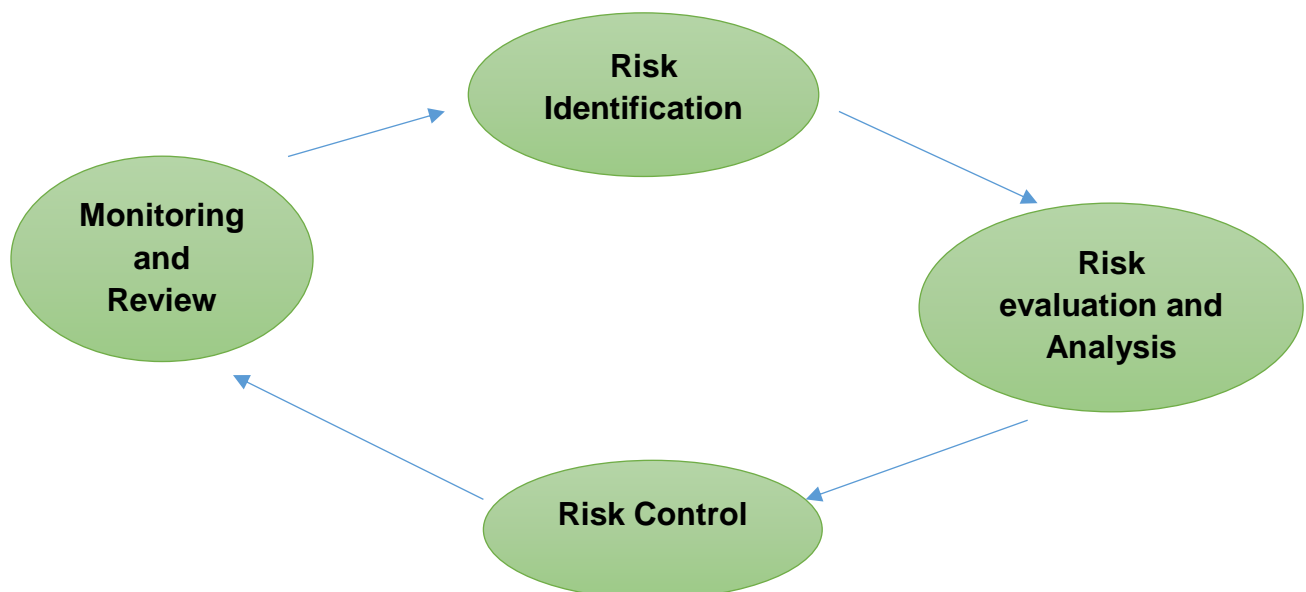 Risk
Identification
Monitoring
and
Review
Risk
evaluation and
Analysis
Risk Control